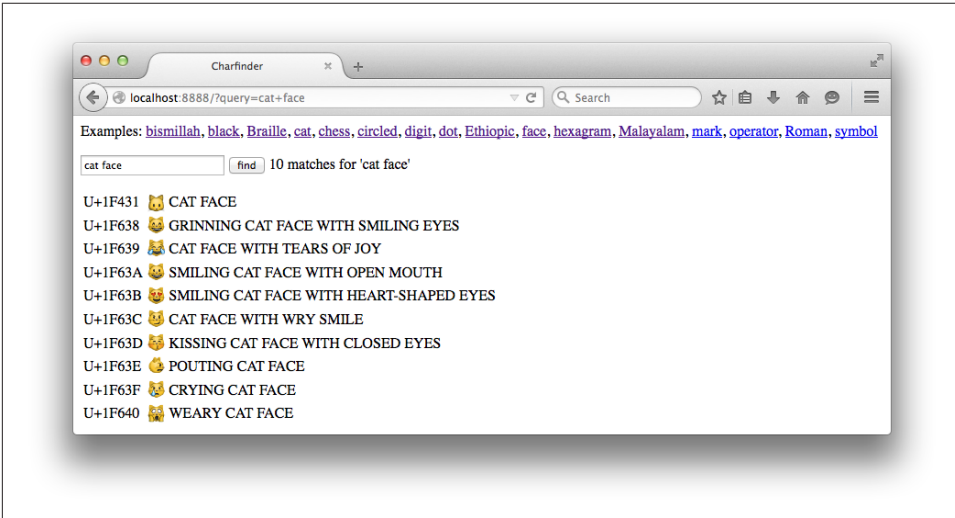 Charfinder
localhost:8888/?query=cat+face
Search
Examples: bismillah, black, Braille, cat, chess, circled, digit, dot, Ethiopic, face, hexagram, Malayalam, mark, operator, Roman, symbol
cat face find 10 matches for 'cat face'
U+1F431 🐱 CAT FACE
U+1F638 😸 GRINNING CAT FACE WITH SMILING EYES
U+1F639 😹 CAT FACE WITH TEARS OF JOY
U+1F63A 😺 SMILING CAT FACE WITH OPEN MOUTH
U+1F63B 😻 SMILING CAT FACE WITH HEART-SHAPED EYES
U+1F63C 😼 CAT FACE WITH WRY SMILE
U+1F63D 😽 KISSING CAT FACE WITH CLOSED EYES
U+1F63E 😾 POUTING CAT FACE
U+1F63F 😿 CRYING CAT FACE
U+1F640 🙀 WEARY CAT FACE